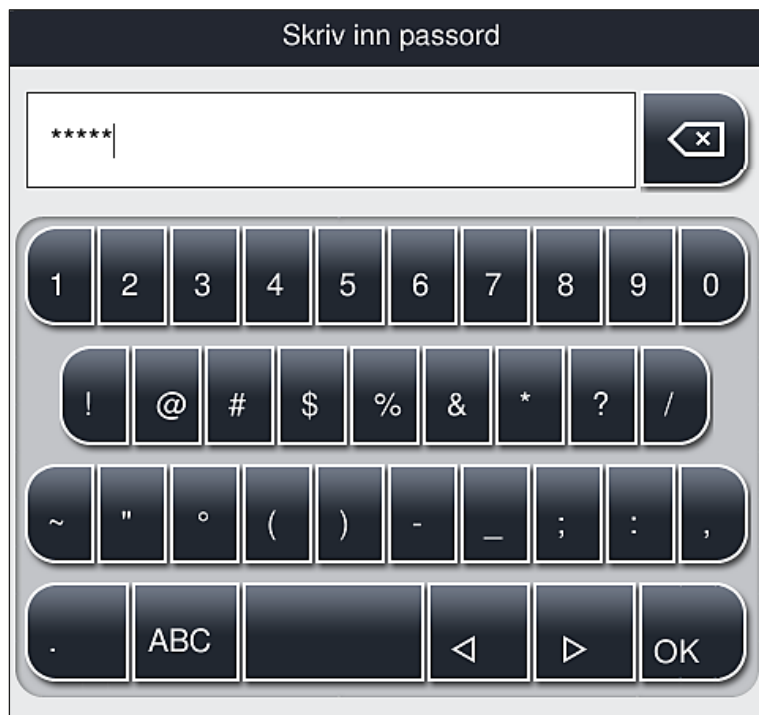 Skriv inn passord
*****
1 2 3 4 5 6 7 8 9 0
! @ # $ % & * ? /
~ " ° ( ) - _ ; : ,
. ABC ◁ ▷ OK